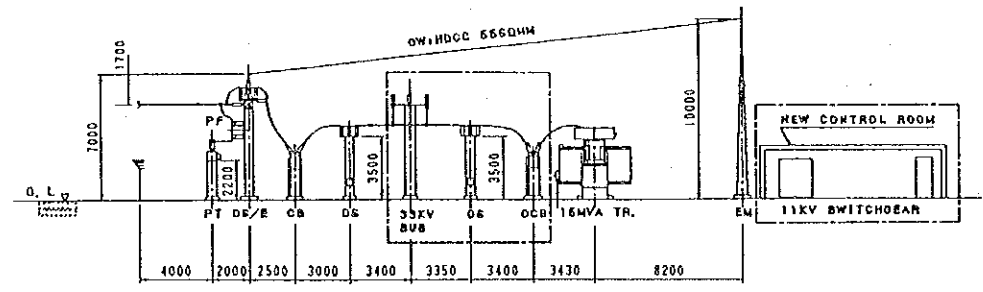 OW:HDCC 55SQMM
1700
7000
10000
PF
2200
3500
3500
NEW CONTROL ROOM
G. L
PT DS/E CB DS 33KV BUS DS OCB 15MVA TR. EM 11KV SWITCHGEAR
4000 2000 2500 3000 3400 3350 3400 3430 8200